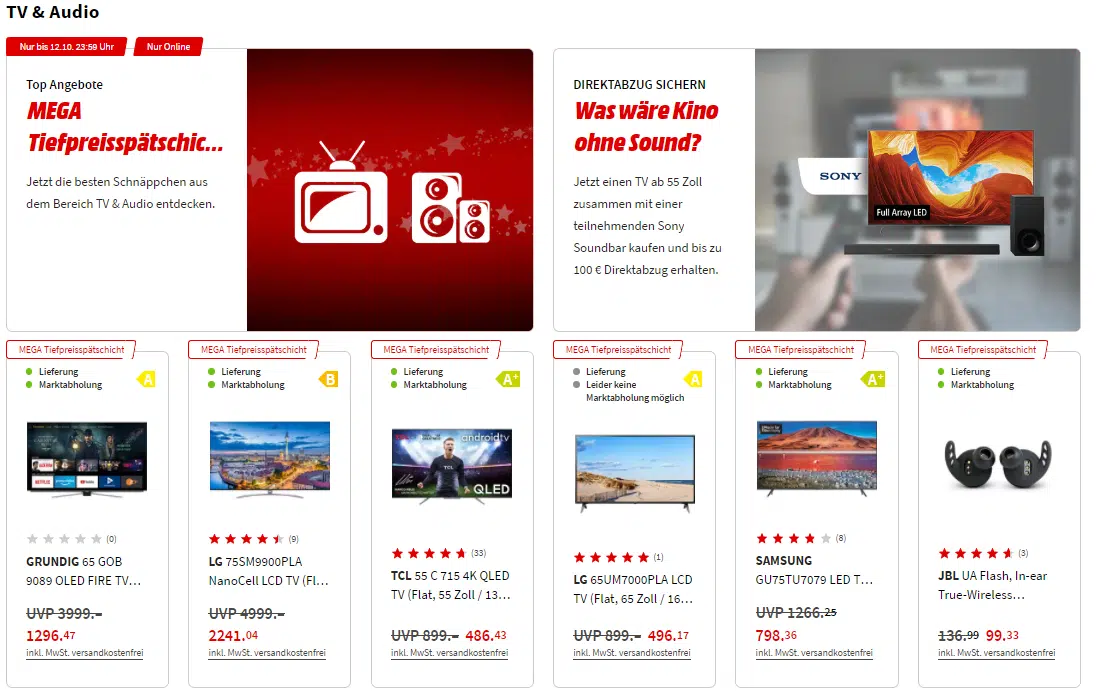 TV & Audio
Nur bis 12.10. 23:59 Uhr
Nur Online
Top Angebote
MEGA
Tiefpreisspätschic...
Jetzt die besten Schnäppchen aus
dem Bereich TV & Audio entdecken.
DIREKTABZUG SICHERN
Was wäre Kino
ohne Sound?
Jetzt einen TV ab 55 Zoll
zusammen mit einer
teilnehmenden Sony
Soundbar kaufen und bis zu
100 € Direktabzug erhalten.
SONY
Full Array LED
MEGA Tiefpreisspätschicht
Lieferung
Marktabholung
A
(0)
GRUNDIG 65 GOB
9089 OLED FIRE TV...
UVP 3999.–
1296.47
inkl. MwSt. versandkostenfrei
MEGA Tiefpreisspätschicht
Lieferung
Marktabholung
B
(9)
LG 75SM9900PLA
NanoCell LCD TV (Fl...
UVP 4999.–
2241.04
inkl. MwSt. versandkostenfrei
MEGA Tiefpreisspätschicht
Lieferung
Marktabholung
A+
androidtv
TCL
QLED
(33)
TCL 55 C 715 4K QLED
TV (Flat, 55 Zoll / 13...
UVP 899.– 486.43
inkl. MwSt. versandkostenfrei
MEGA Tiefpreisspätschicht
Lieferung
Leider keine
Marktabholung möglich
A
(1)
LG 65UM7000PLA LCD
TV (Flat, 65 Zoll / 16...
UVP 899.– 496.17
inkl. MwSt. versandkostenfrei
MEGA Tiefpreisspätschicht
Lieferung
Marktabholung
A+
(8)
SAMSUNG
GU75TU7079 LED T...
UVP 1266.25
798.36
inkl. MwSt. versandkostenfrei
MEGA Tiefpreisspätschicht
Lieferung
Marktabholung
(3)
JBL UA Flash, In-ear
True-Wireless...
136.99 99.33
inkl. MwSt. versandkostenfrei